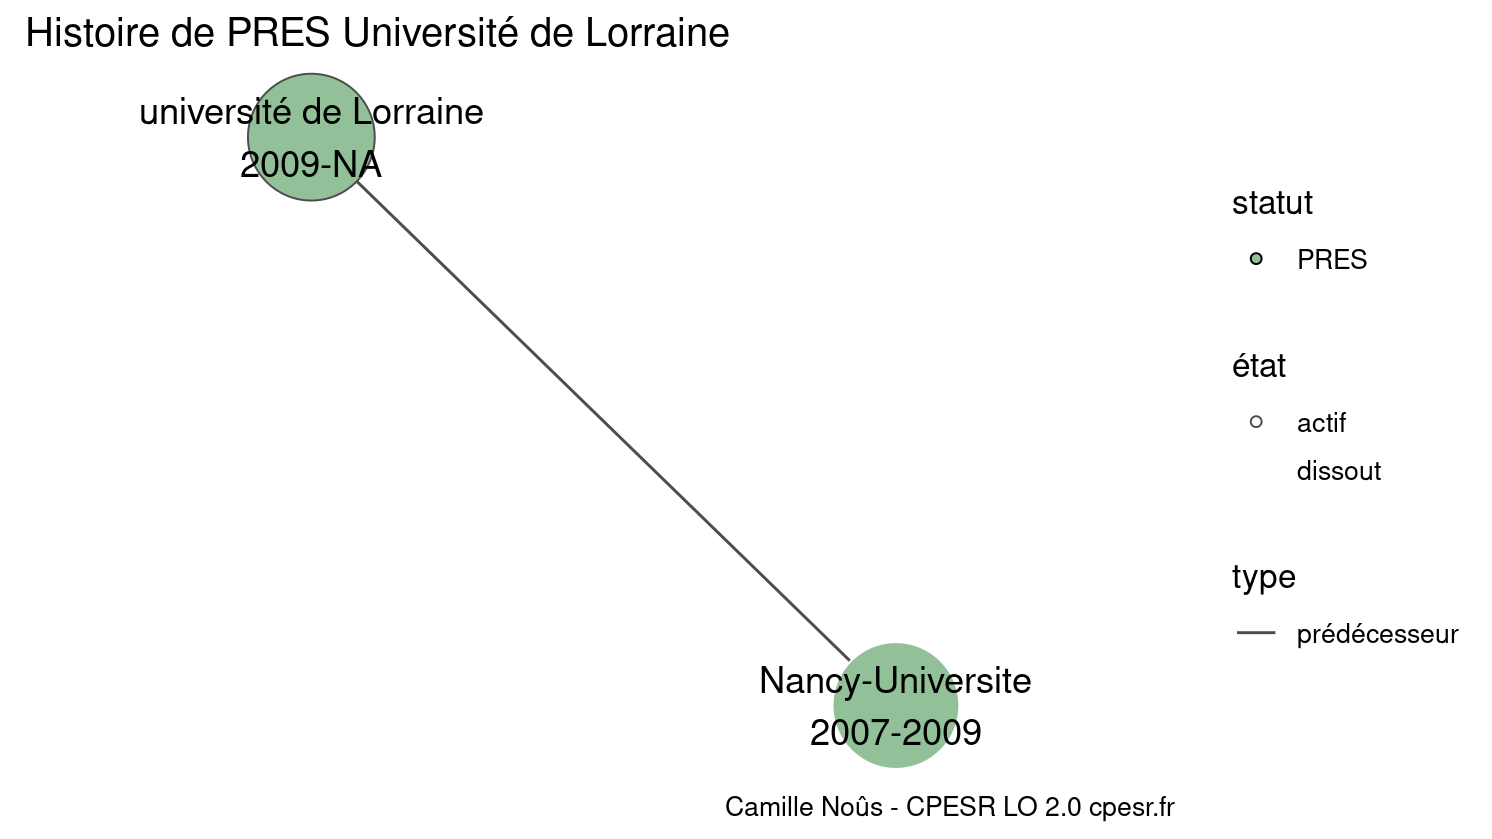 Histoire de PRES Université de Lorraine
université de Lorraine
2009-NA
statut
PRES
état
actif
dissout
type
prédécesseur
Nancy-Universite
2007-2009
Camille Noûs - CPESR LO 2.0 cpesr.fr